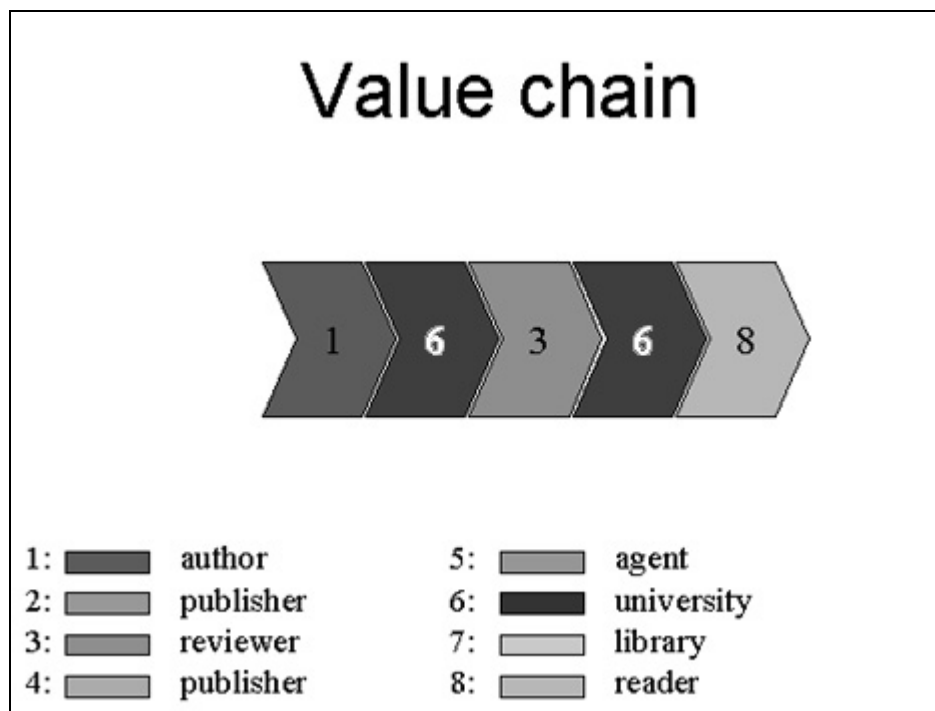 Value chain
1 6 3 6 8
1: author 5: agent
2: publisher 6: university
3: reviewer 7: library
4: publisher 8: reader